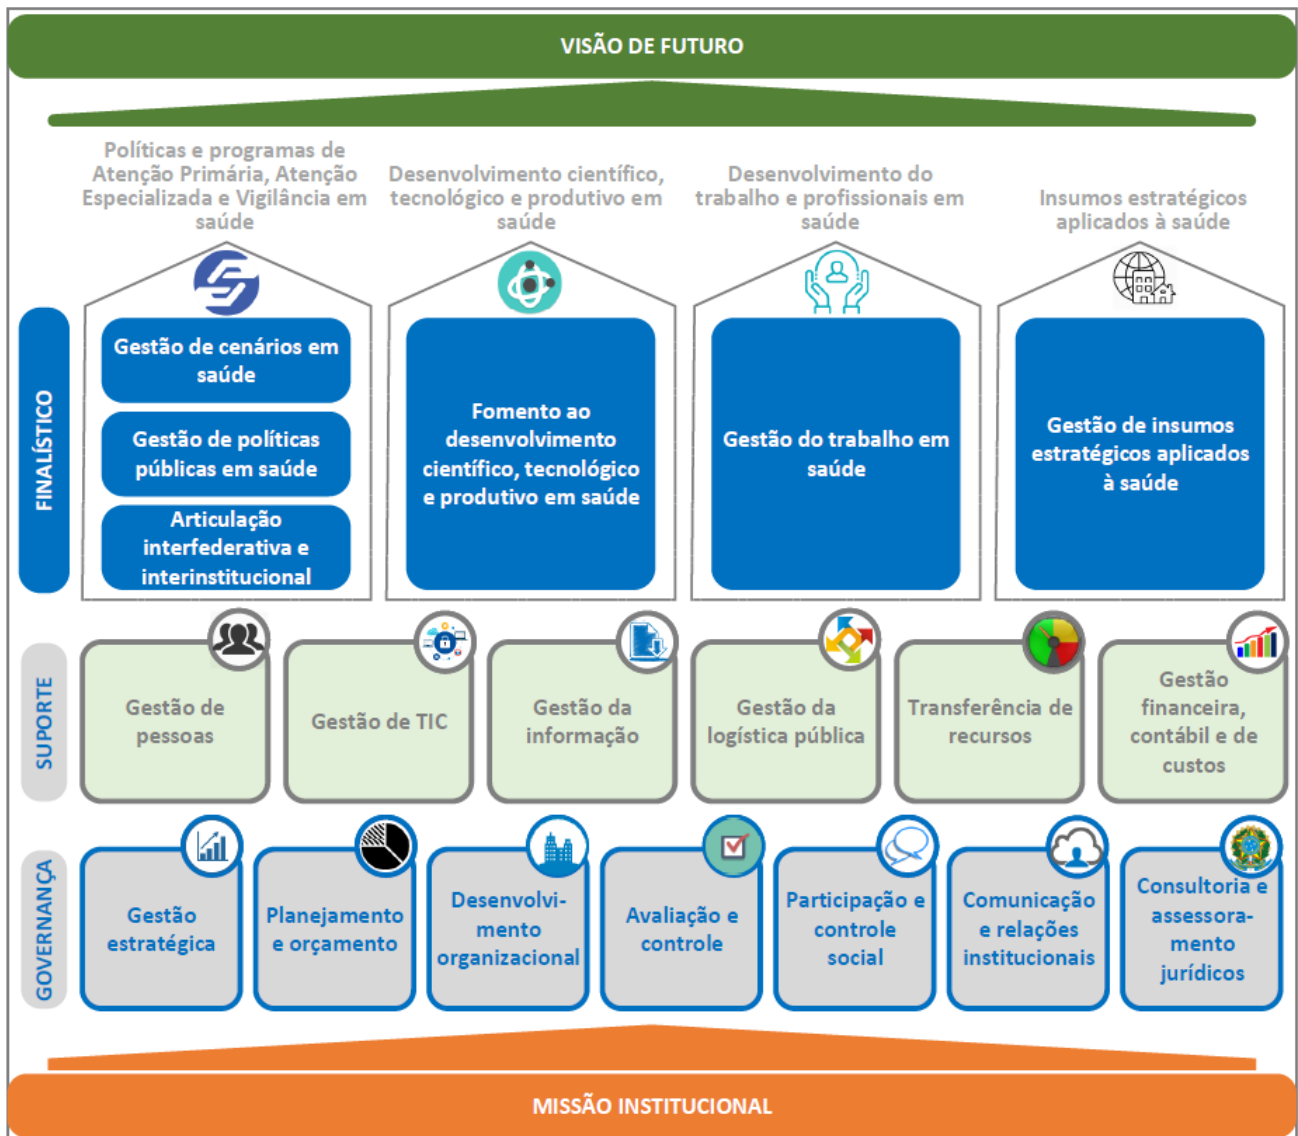 VISÃO DE FUTURO
Políticas e programas de
Atenção Primária, Atenção
Especializada e Vigilância em
saúde
Desenvolvimento científico,
tecnológico e produtivo em
saúde
Desenvolvimento do
trabalho e profissionais em
saúde
Insumos estratégicos
aplicados à saúde
FINALÍSTICO
Gestão de cenários em
saúde
Gestão de políticas
públicas em saúde
Articulação
interfederativa e
interinstitucional
Fomento ao
desenvolvimento
científico, tecnológico
e produtivo em saúde
Gestão do trabalho em
saúde
Gestão de insumos
estratégicos aplicados
à saúde
SUPORTE
Gestão de
pessoas
Gestão de TIC
Gestão da
informação
Gestão da
logística pública
Transferência de
recursos
Gestão
financeira,
contábil e de
custos
GOVERNANÇA
Gestão
estratégica
Planejamento
e orçamento
Desenvolvi-
mento
organizacional
Avaliação e
controle
Participação e
controle
social
Comunicação
e relações
institucionais
Consultoria e
assessora-
mento
jurídicos
MISSÃO INSTITUCIONAL